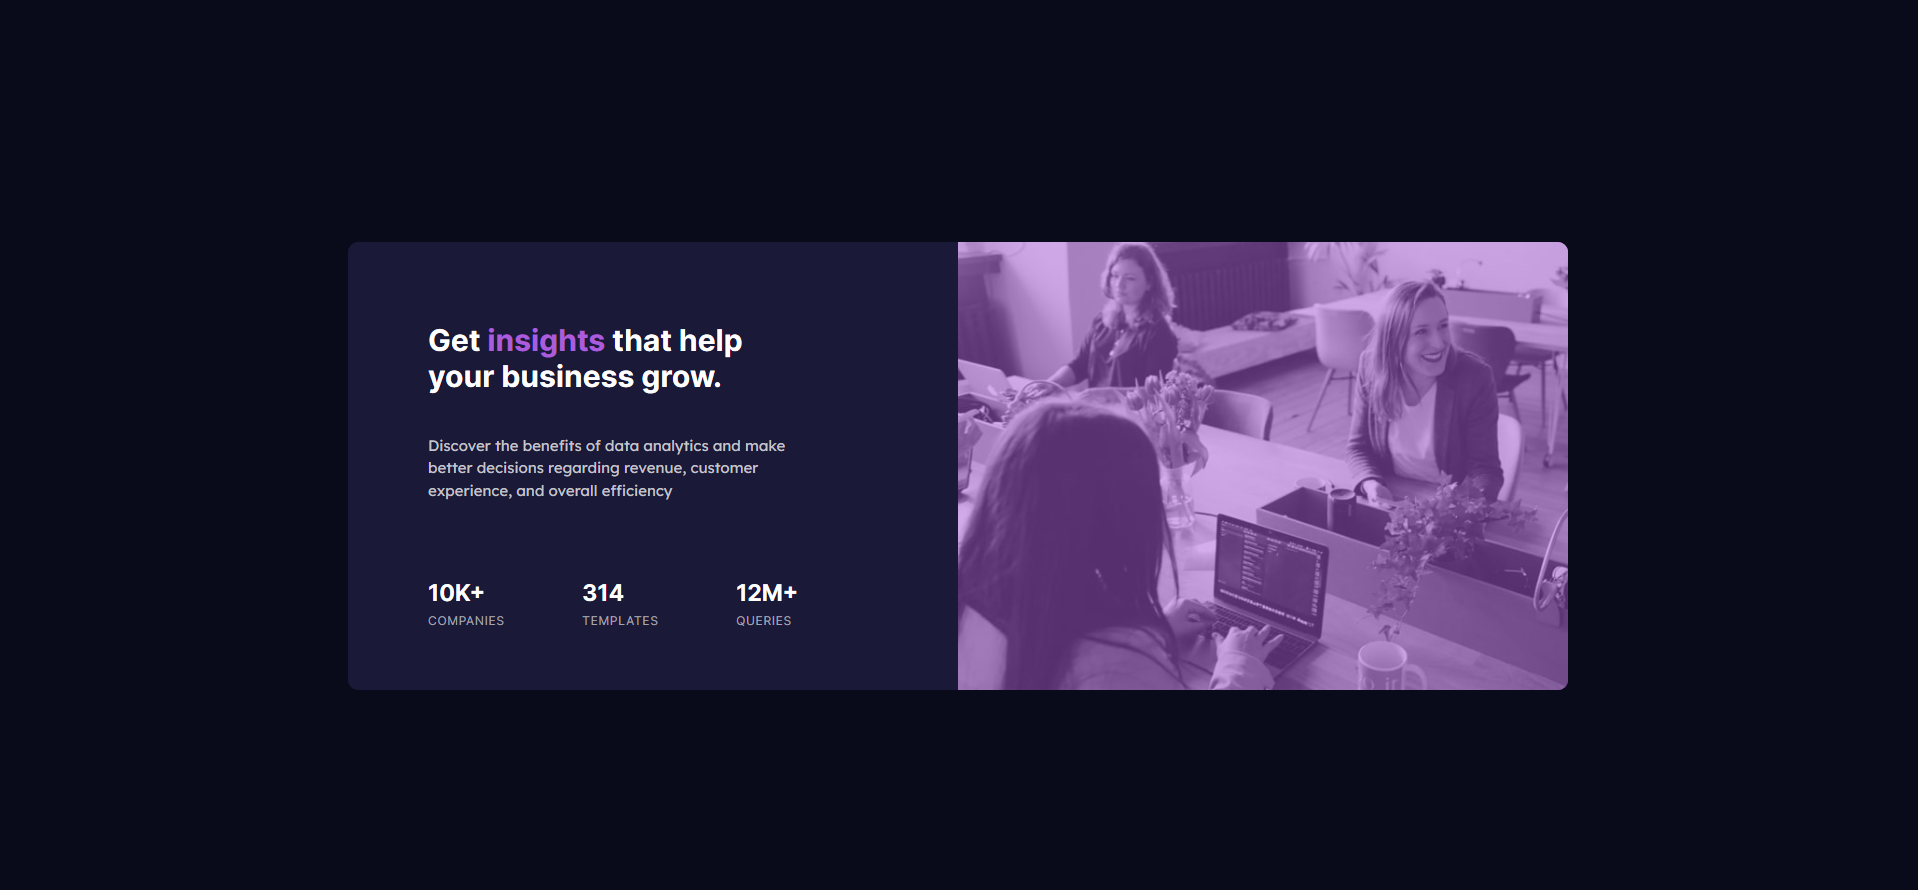 Get insights that help
your business grow.
Discover the benefits of data analytics and make
better decisions regarding revenue, customer
experience, and overall efficiency
10K+ 314 12M+
COMPANIES TEMPLATES QUERIES